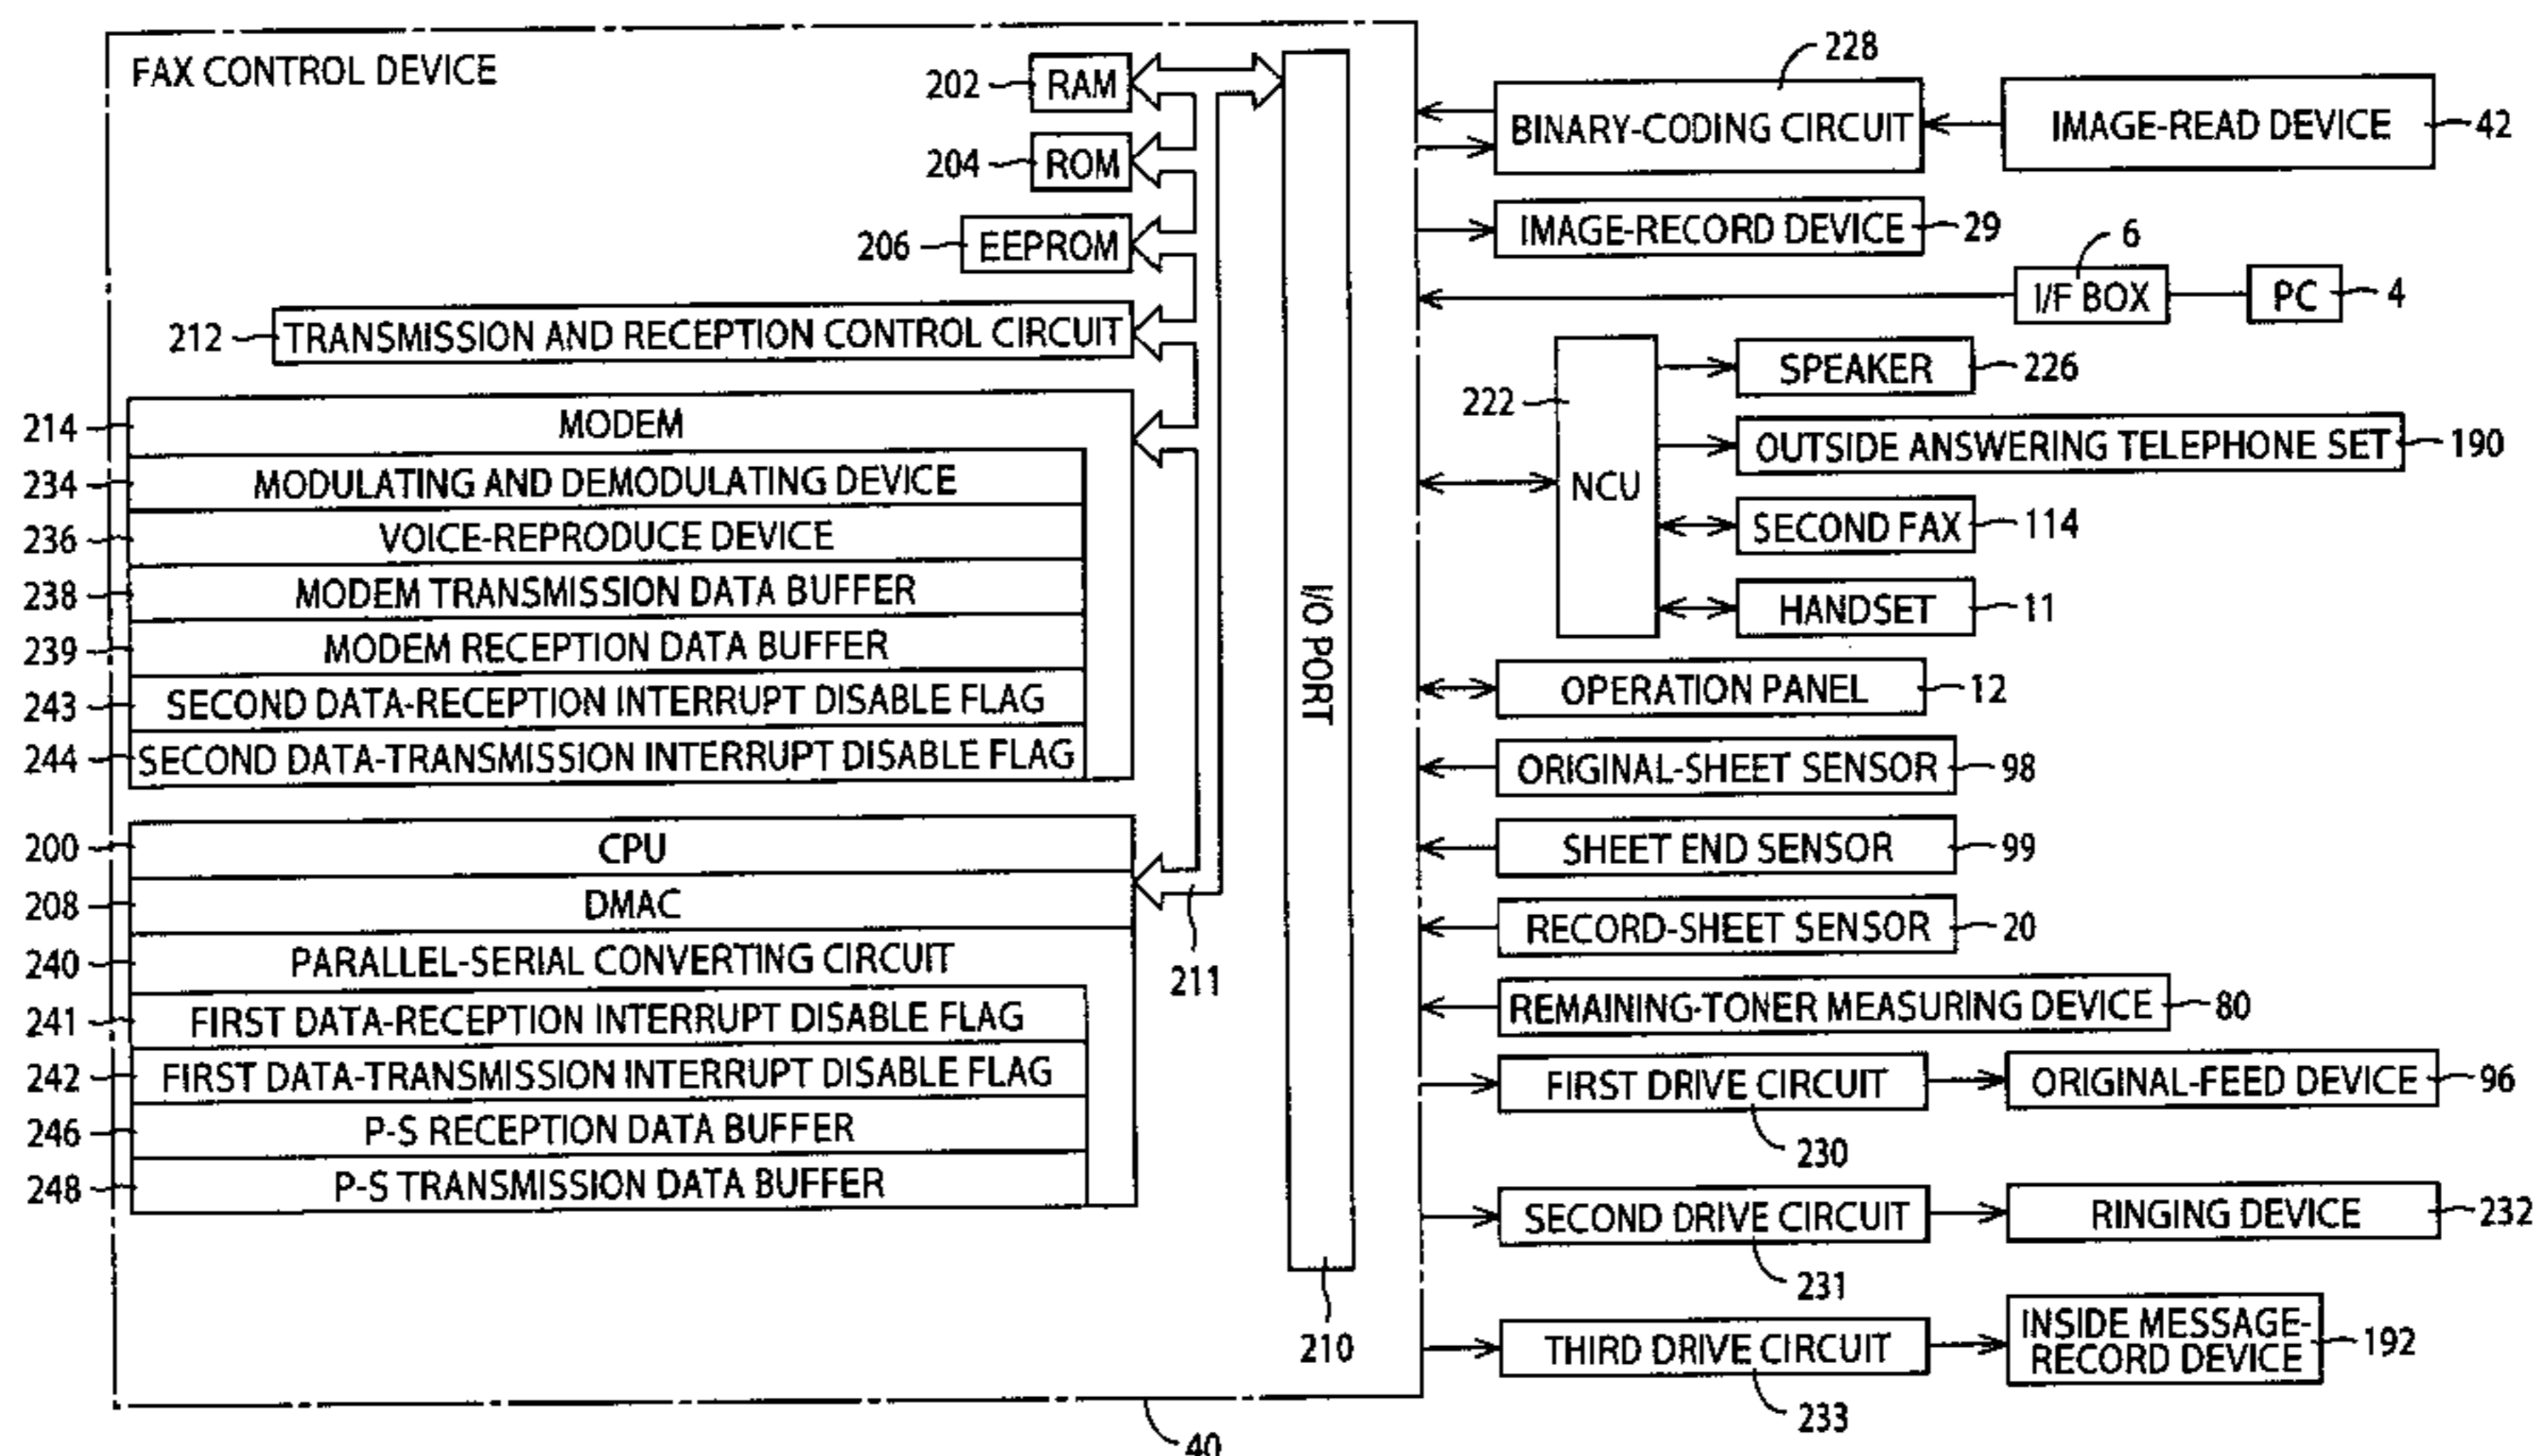 FAX CONTROL DEVICE
202 RAM
204 ROM
206 EEPROM
212 TRANSMISSION AND RECEPTION CONTROL CIRCUIT
214 MODEM
234 MODULATING AND DEMODULATING DEVICE
236 VOICE-REPRODUCE DEVICE
238 MODEM TRANSMISSION DATA BUFFER
239 MODEM RECEPTION DATA BUFFER
243 SECOND DATA-RECEPTION INTERRUPT DISABLE FLAG
244 SECOND DATA-TRANSMISSION INTERRUPT DISABLE FLAG
200 CPU
208 DMAC
240 PARALLEL-SERIAL CONVERTING CIRCUIT
241 FIRST DATA-RECEPTION INTERRUPT DISABLE FLAG
242 FIRST DATA-TRANSMISSION INTERRUPT DISABLE FLAG
246 P-S RECEPTION DATA BUFFER
248 P-S TRANSMISSION DATA BUFFER
211
I/O PORT
210
40
228
BINARY-CODING CIRCUIT
IMAGE-READ DEVICE 42
IMAGE-RECORD DEVICE 29
6
I/F BOX
PC 4
222
NCU
SPEAKER 226
OUTSIDE ANSWERING TELEPHONE SET 190
SECOND FAX 114
HANDSET 11
OPERATION PANEL 12
ORIGINAL-SHEET SENSOR 98
SHEET END SENSOR 99
RECORD-SHEET SENSOR 20
REMAINING-TONER MEASURING DEVICE 80
FIRST DRIVE CIRCUIT
230
ORIGINAL-FEED DEVICE 96
SECOND DRIVE CIRCUIT
231
RINGING DEVICE 232
THIRD DRIVE CIRCUIT
233
INSIDE MESSAGE-
RECORD DEVICE
192